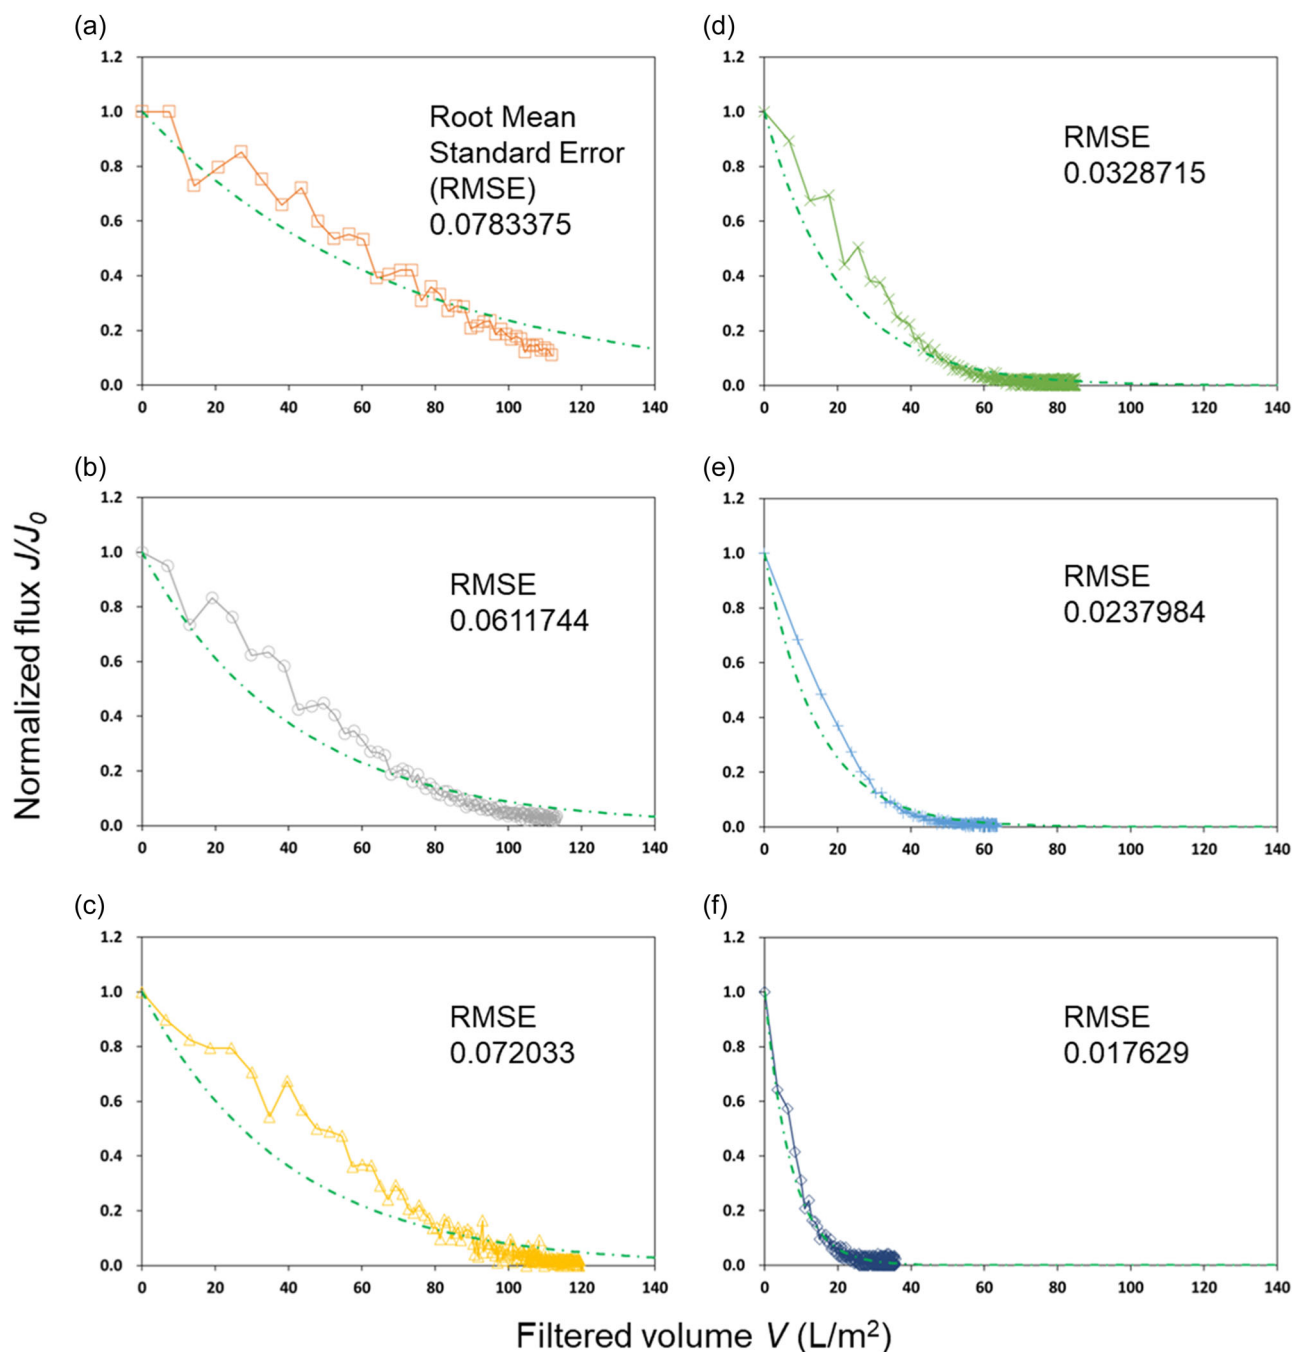 (a)
1.2
1.0
0.8
0.6
0.4
0.2
0.0
0 20 40 60 80 100 120 140
Root Mean
Standard Error
(RMSE)
0.0783375
(d)
1.2
1.0
0.8
0.6
0.4
0.2
0.0
0 20 40 60 80 100 120 140
RMSE
0.0328715
(b)
1.2
1.0
0.8
0.6
0.4
0.2
0.0
0 20 40 60 80 100 120 140
RMSE
0.0611744
(e)
1.2
1.0
0.8
0.6
0.4
0.2
0.0
0 20 40 60 80 100 120 140
RMSE
0.0237984
(c)
1.2
1.0
0.8
0.6
0.4
0.2
0.0
0 20 40 60 80 100 120 140
RMSE
0.072033
(f)
1.2
1.0
0.8
0.6
0.4
0.2
0.0
0 20 40 60 80 100 120 140
RMSE
0.017629
Normalized flux J/J₀
Filtered volume V (L/m²)